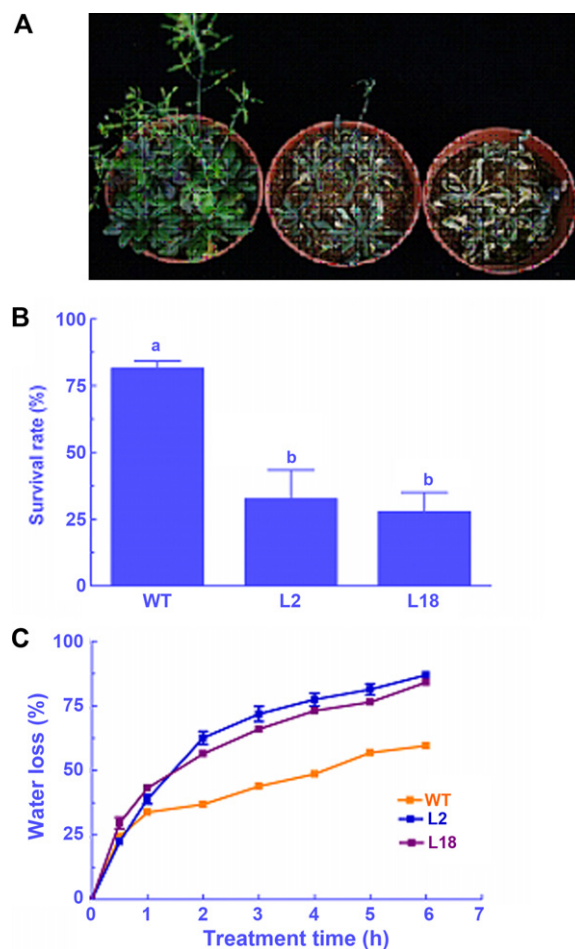 A
B
100
75
50
25
0
Survival rate (%)
a
b
b
WT
L2
L18
C
100
75
50
25
0
Water loss (%)
WT
L2
L18
0
1
2
3
4
5
6
7
Treatment time (h)